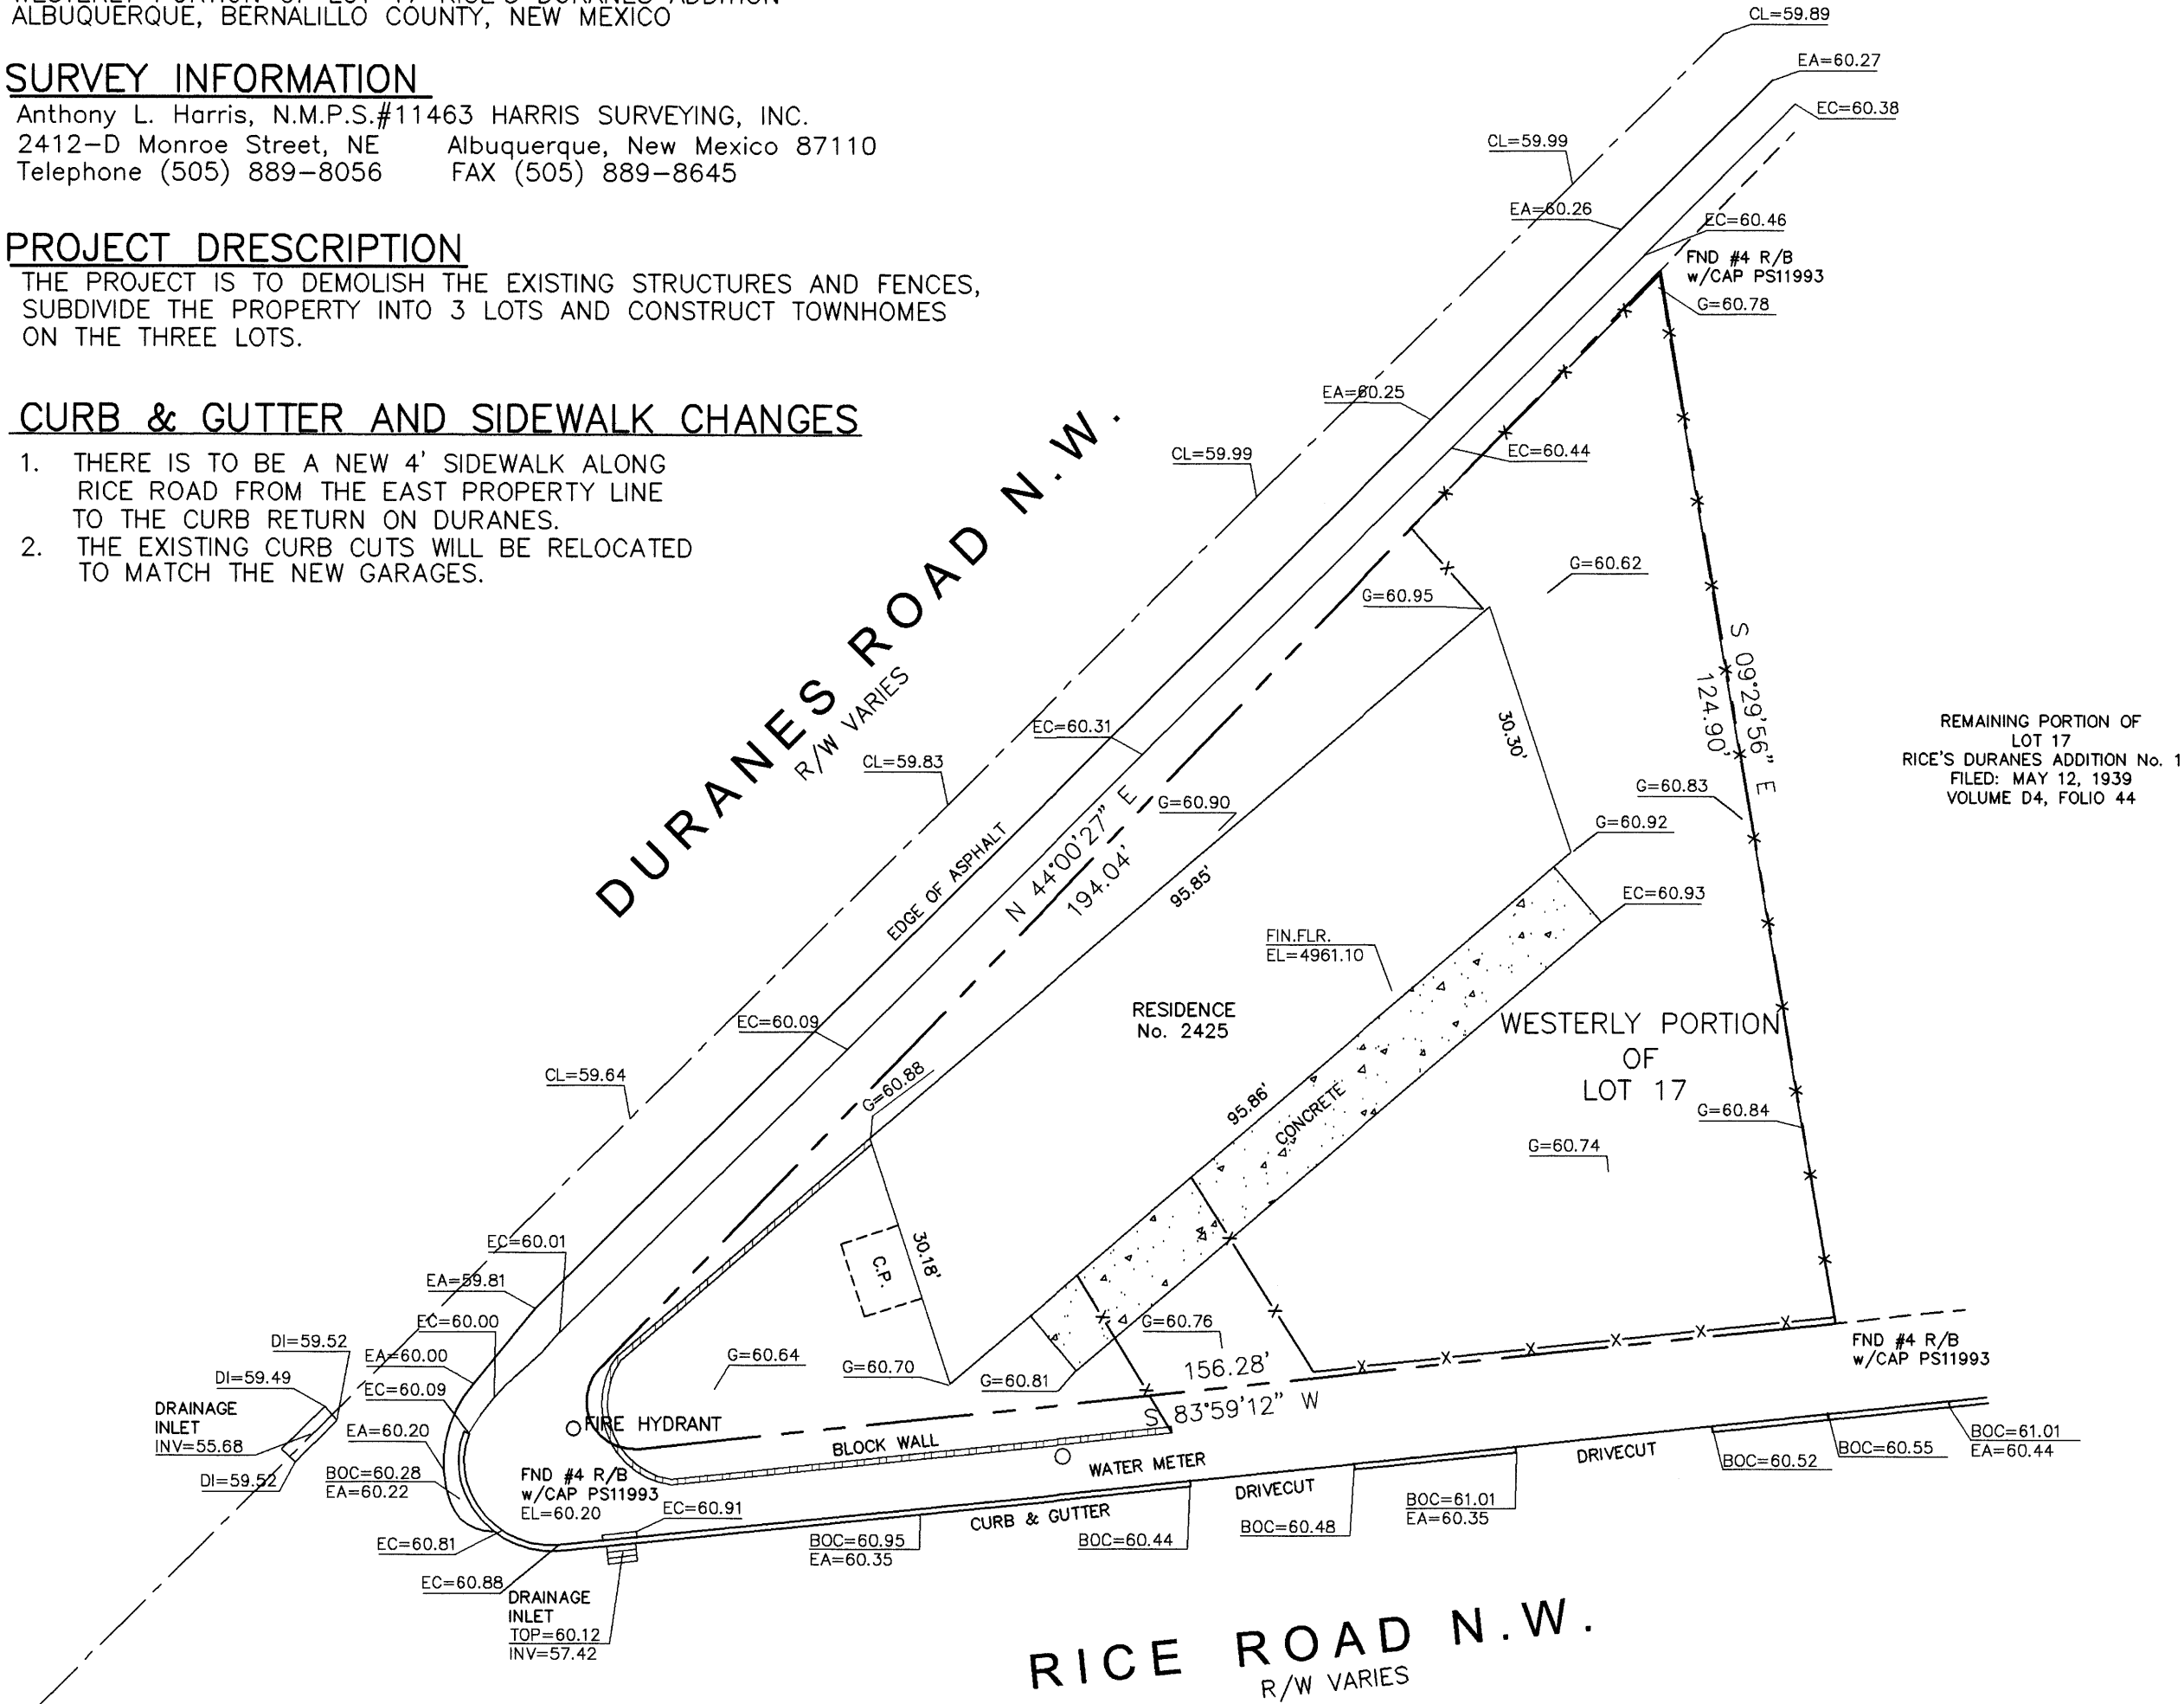 WESTERLY PORTION OF LOT 17 RICE'S DURANES ADDITION
ALBUQUERQUE, BERNALILLO COUNTY, NEW MEXICO
SURVEY INFORMATION
Anthony L. Harris, N.M.P.S.#11463 HARRIS SURVEYING, INC.
2412-D Monroe Street, NE Albuquerque, New Mexico 87110
Telephone (505) 889-8056 FAX (505) 889-8645
PROJECT DRESCRIPTION
THE PROJECT IS TO DEMOLISH THE EXISTING STRUCTURES AND FENCES,
SUBDIVIDE THE PROPERTY INTO 3 LOTS AND CONSTRUCT TOWNHOMES
ON THE THREE LOTS.
CURB & GUTTER AND SIDEWALK CHANGES
1. THERE IS TO BE A NEW 4' SIDEWALK ALONG
RICE ROAD FROM THE EAST PROPERTY LINE
TO THE CURB RETURN ON DURANES.
2. THE EXISTING CURB CUTS WILL BE RELOCATED
TO MATCH THE NEW GARAGES.
CL=59.89
EA=60.27
EC=60.38
CL=59.99
EA=60.26
EC=60.46
FND #4 R/B
w/CAP PS11993
G=60.78
EA=60.25
EC=60.44
CL=59.99
DURANES ROAD N.W.
R/W VARIES
G=60.62
G=60.95
S 09°29'56" E
124.90'
30.30'
REMAINING PORTION OF
LOT 17
RICE'S DURANES ADDITION No. 1
FILED: MAY 12, 1939
VOLUME D4, FOLIO 44
EC=60.31
CL=59.83
G=60.90
G=60.83
G=60.92
EDGE OF ASPHALT
N 44°00'27" E
194.04'
95.85'
EC=60.93
FIN.FLR.
EL=4961.10
RESIDENCE
No. 2425
WESTERLY PORTION
OF
LOT 17
EC=60.09
CL=59.64
G=60.88
95.86'
CONCRETE
G=60.84
G=60.74
EC=60.01
30.18'
C.P.
EA=59.81
EC=60.00
DI=59.52
EA=60.00
DI=59.49
EC=60.09
DRAINAGE
INLET
INV=55.68
EA=60.20
DI=59.52
BOC=60.28
EA=60.22
G=60.64
G=60.70
G=60.81
G=60.76
156.28'
S 83°59'12" W
FND #4 R/B
w/CAP PS11993
FIRE HYDRANT
BLOCK WALL
WATER METER
FND #4 R/B
w/CAP PS11993
EL=60.20
EC=60.91
EC=60.81
EC=60.88
DRAINAGE
INLET
TOP=60.12
INV=57.42
BOC=60.95
EA=60.35
CURB & GUTTER
BOC=60.44
DRIVECUT
BOC=60.48
BOC=61.01
EA=60.35
DRIVECUT
BOC=60.52
BOC=60.55
BOC=61.01
EA=60.44
RICE ROAD N.W.
R/W VARIES